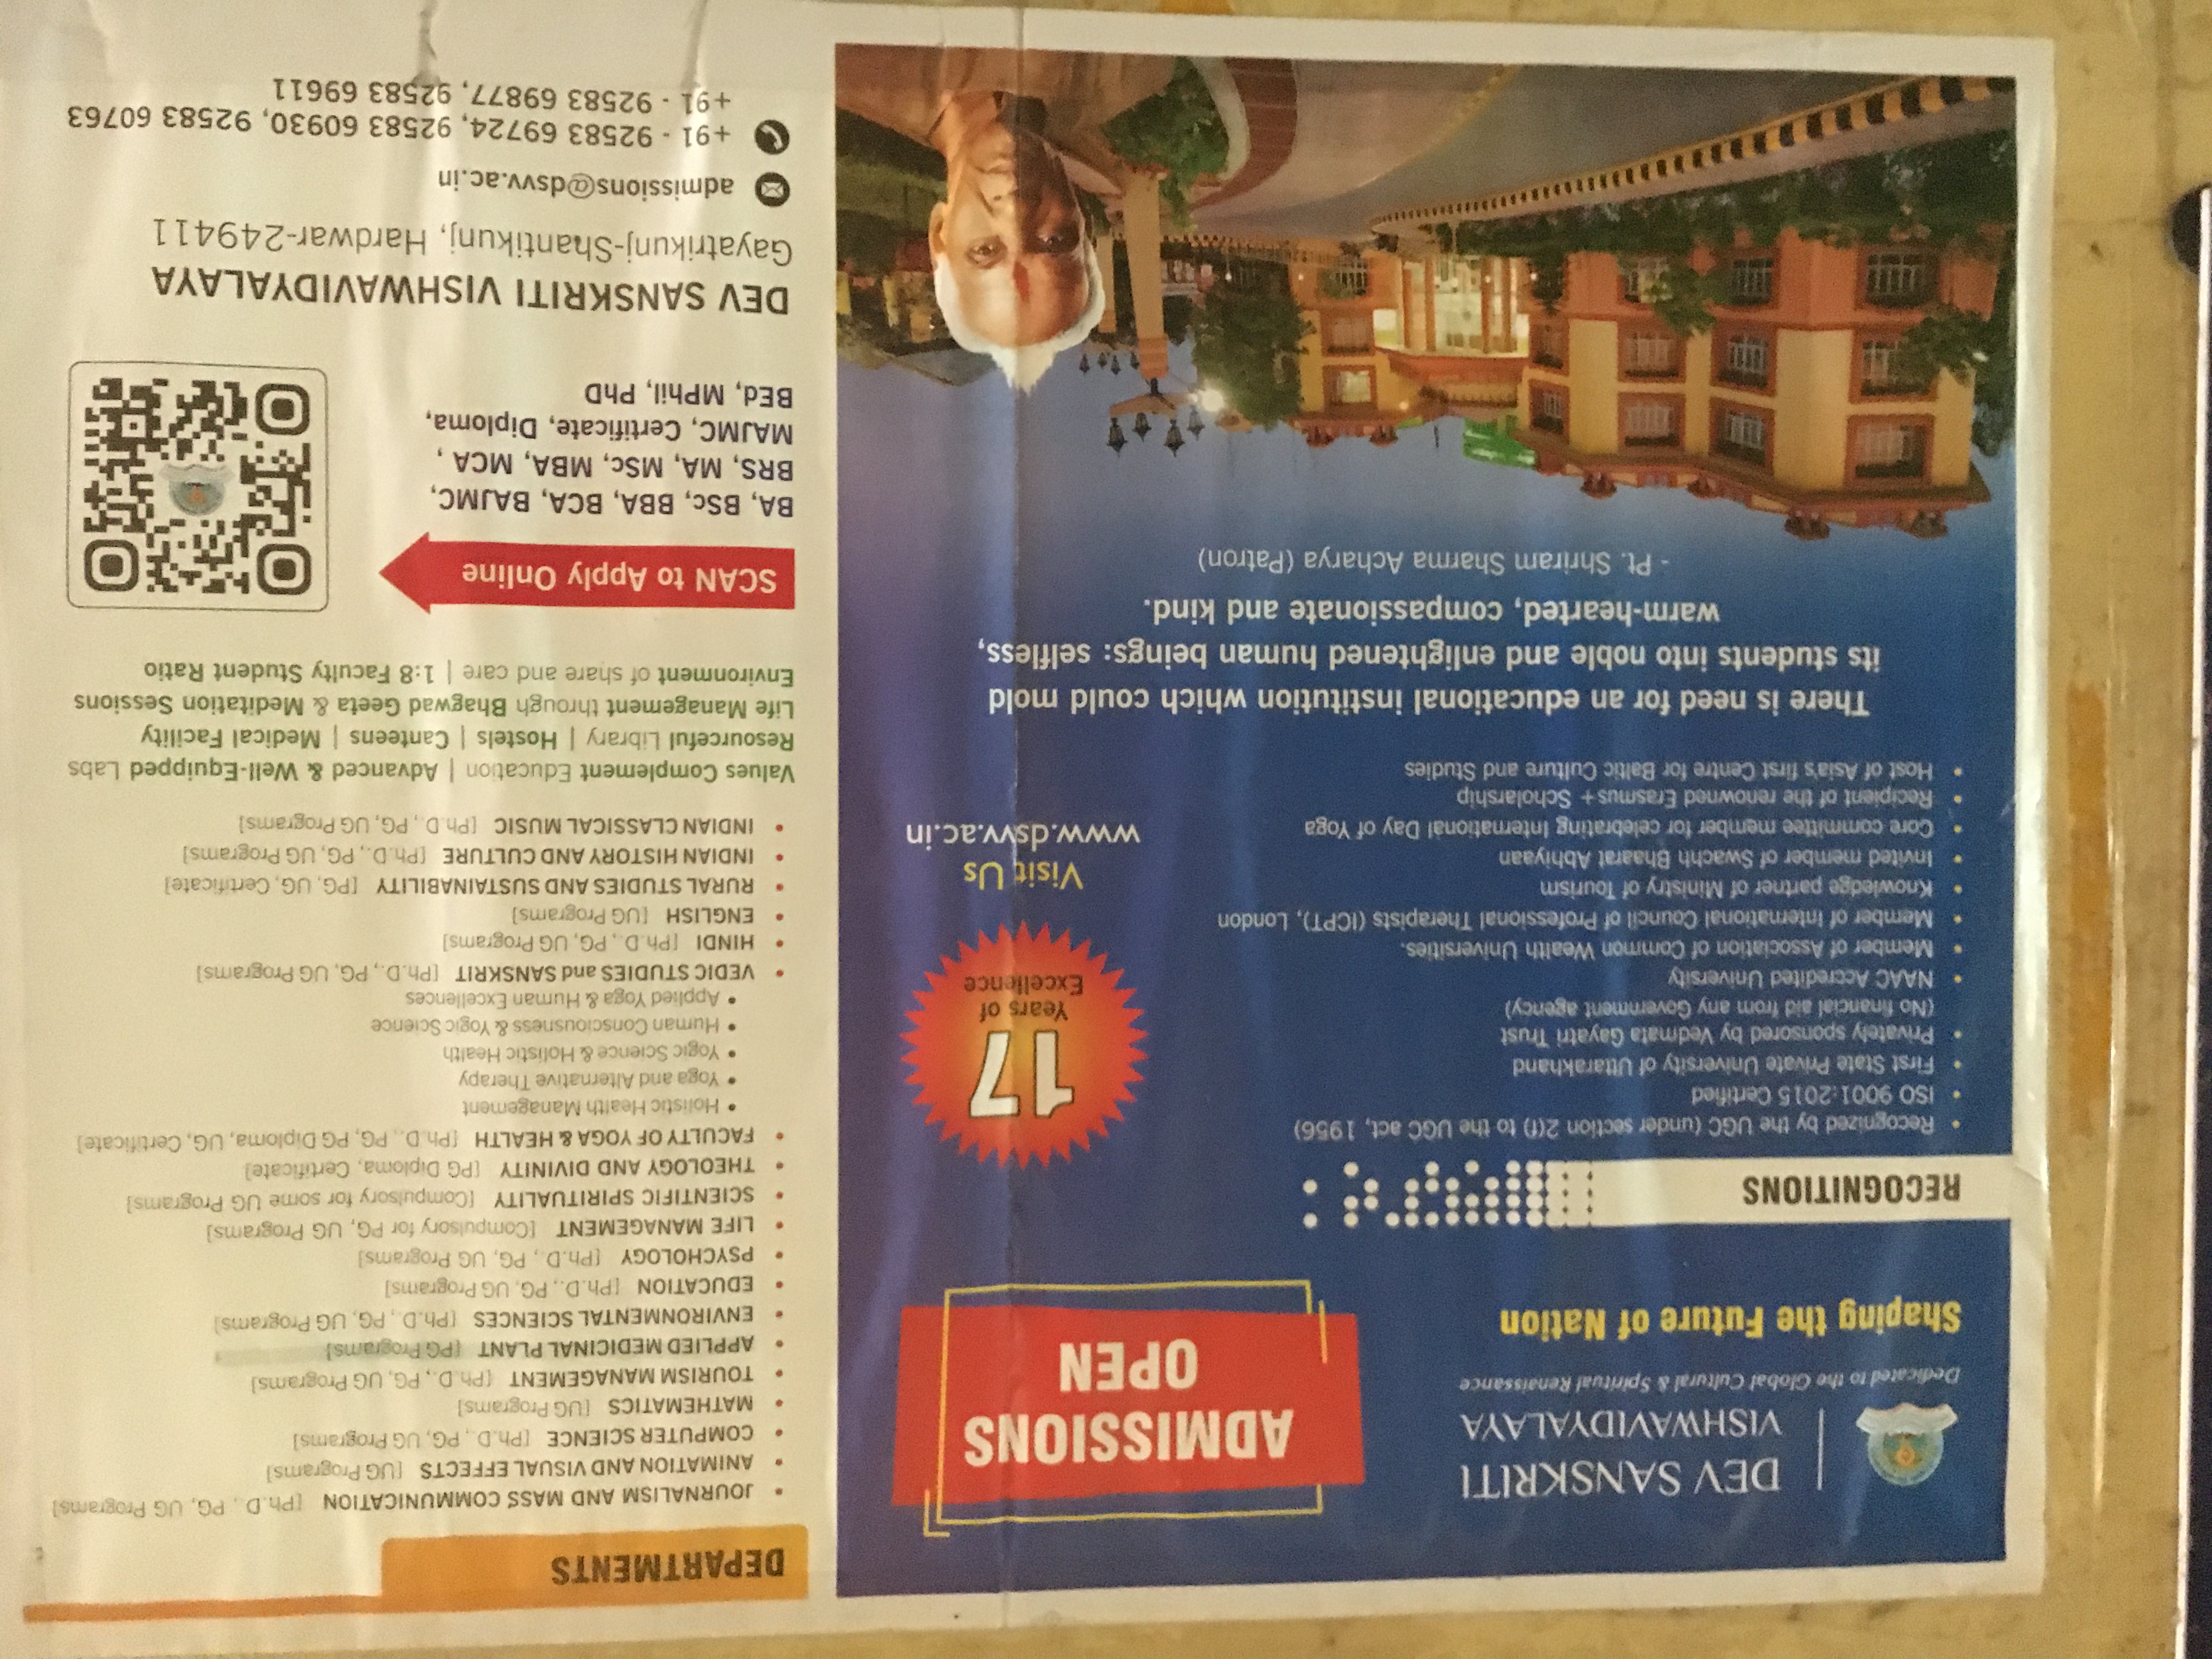 DEV SANSKRITI
VISHWAVIDYALAYA
Dedicated to the Global Cultural & Spiritual Renaissance
Shaping the Future of Nation
ADMISSIONS
OPEN
RECOGNITIONS
• Recognized by the UGC (under section 2(f) to the UGC act, 1956)
• ISO 9001:2015 Certified
• First State Private University of Uttarakhand
• Privately sponsored by Vedmata Gayatri Trust
(No financial aid from any Government agency)
• NAAC Accredited University
• Member of Association of Common Wealth Universities.
• Member of International Council of Professional Therapists (ICPT), London
• Knowledge partner of Ministry of Tourism
• Invited member of Swachh Bhaarat Abhiyaan
• Core committee member for celebrating International Day of Yoga
• Recipient of the renowned Erasmus+ Scholarship
• Host of Asia's first Centre for Baltic Culture and Studies
17
Years of
Excellence
Visit Us
www.dsvv.ac.in
There is need for an educational institution which could mold
its students into noble and enlightened human beings: selfless,
warm-hearted, compassionate and kind.
- Pt. Shriram Sharma Acharya (Patron)
DEPARTMENTS
• JOURNALISM AND MASS COMMUNICATION [Ph.D., PG, UG Programs]
• ANIMATION AND VISUAL EFFECTS [UG Programs]
• COMPUTER SCIENCE [Ph.D., PG, UG Programs]
• MATHEMATICS [UG Programs]
• TOURISM MANAGEMENT [Ph.D., PG, UG Programs]
• APPLIED MEDICINAL PLANT [PG Programs]
• ENVIRONMENTAL SCIENCES [Ph.D., PG, UG Programs]
• EDUCATION [Ph.D., PG, UG Programs]
• PSYCHOLOGY [Ph.D., PG, UG Programs]
• LIFE MANAGEMENT [Compulsory for PG, UG Programs]
• SCIENTIFIC SPIRITUALITY [Compulsory for some UG Programs]
• THEOLOGY AND DIVINITY [PG Diploma, Certificate]
• FACULTY OF YOGA & HEALTH [Ph.D., PG, PG Diploma, UG, Certificate]
• Holistic Health Management
• Yoga and Alternative Therapy
• Yogic Science & Holistic Health
• Human Consciousness & Yogic Science
• Applied Yoga & Human Excellences
• VEDIC STUDIES and SANSKRIT [Ph.D., PG, UG Programs]
• HINDI [Ph.D., PG, UG Programs]
• ENGLISH [UG Programs]
• RURAL STUDIES AND SUSTAINABILITY [PG, UG, Certificate]
• INDIAN HISTORY AND CULTURE [Ph.D., PG, UG Programs]
• INDIAN CLASSICAL MUSIC [Ph.D., PG, UG Programs]
Values Complement Education | Advanced & Well-Equipped Labs
Resourceful Library | Hostels | Canteens | Medical Facility
Life Management through Bhagwad Geeta & Meditation Sessions
Environment of share and care | 1:8 Faculty Student Ratio
SCAN to Apply Online
BA, BSc, BBA, BCA, BAJMC,
BRS, MA, MSc, MBA, MCA ,
MAJMC, Certificate, Diploma,
BEd, MPhil, PhD
DEV SANSKRITI VISHWAVIDYALAYA
Gayatrikunj-Shantikunj, Hardwar-249411
admissions@dsvv.ac.in
+91 - 92583 69724, 92583 60930, 92583 60763
+91 - 92583 69877, 92583 69611